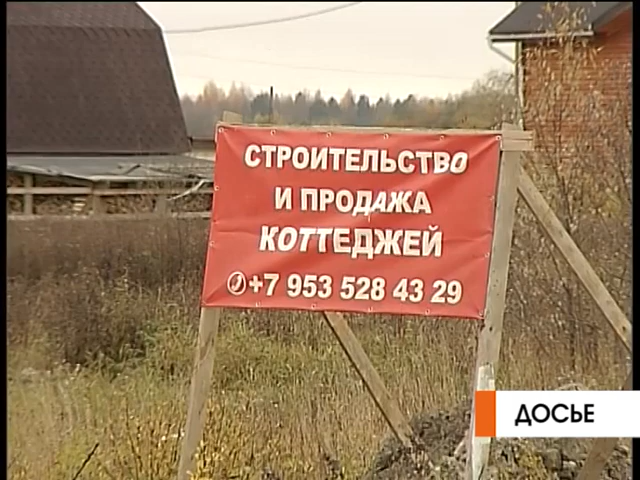 СТРОИТЕЛЬСТВО
И ПРОДАЖА
КОТТЕДЖЕЙ
+7 953 528 43 29
ДОСЬЕ